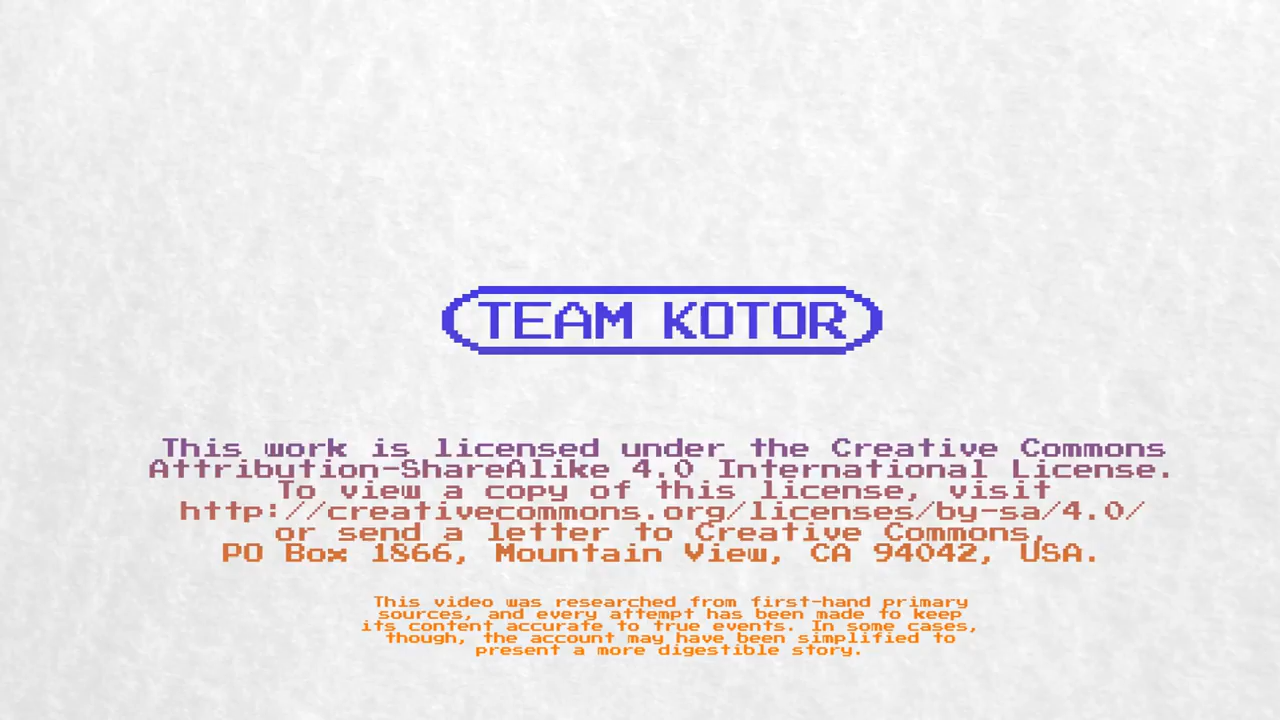 TEAM KOTOR
This work is licensed under the Creative Commons
Attribution-ShareAlike 4.0 International License.
To view a copy of this license, visit
http://creativecommons.org/licenses/by-sa/4.0/
or send a letter to Creative Commons,
PO Box 1866, Mountain View, CA 94042, USA.
This video was researched from first-hand primary
sources, and every attempt has been made to keep
its content accurate to true events. In some cases,
though, the account may have been simplified to
present a more digestible story.